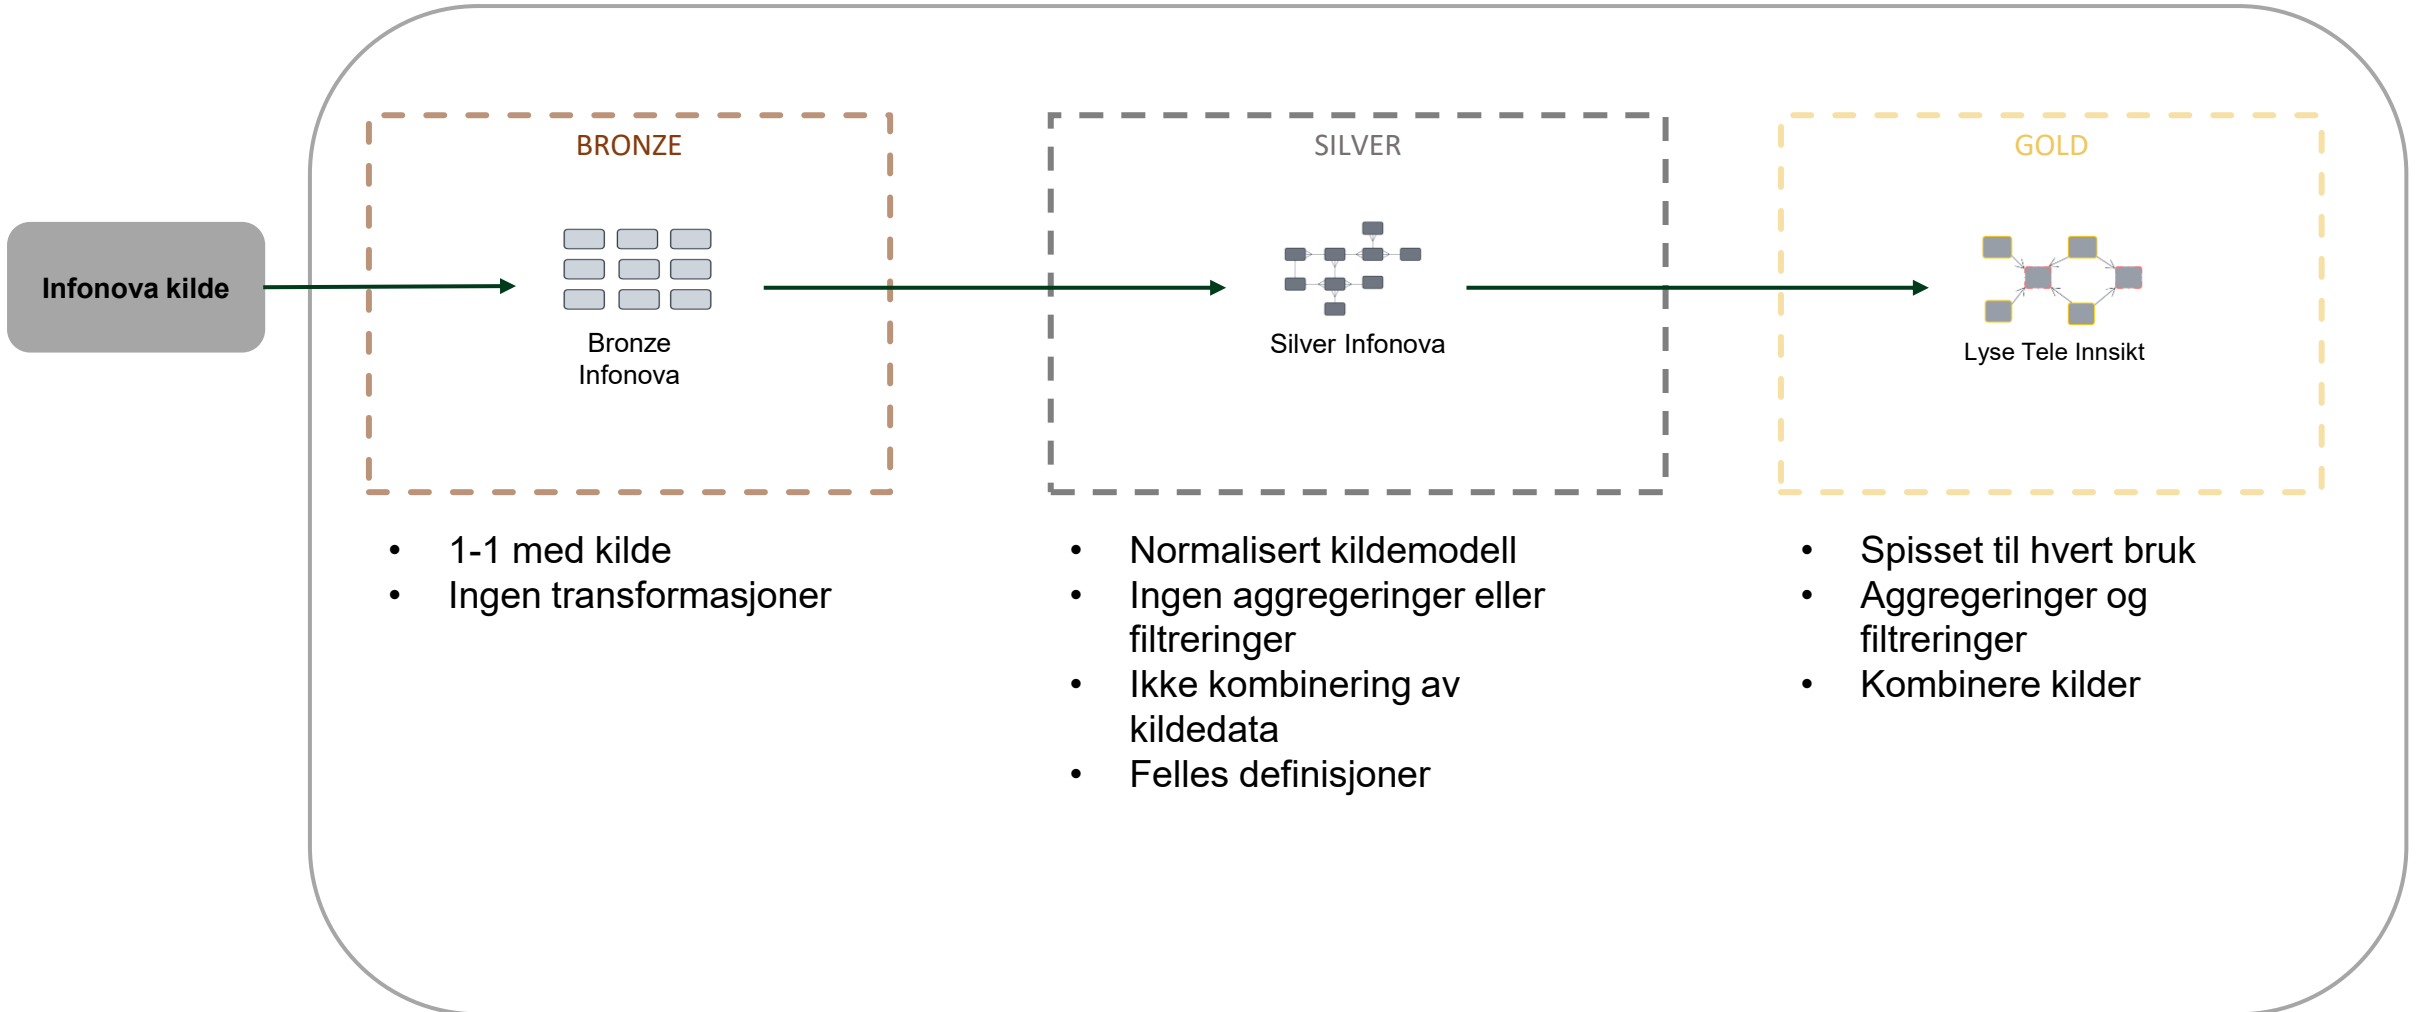 Infonova kilde
BRONZE
Bronze
Infonova
• 1-1 med kilde
• Ingen transformasjoner
SILVER
Silver Infonova
• Normalisert kildemodell
• Ingen aggregeringer eller
filtreringer
• Ikke kombinering av
kildedata
• Felles definisjoner
GOLD
Lyse Tele Innsikt
• Spisset til hvert bruk
• Aggregeringer og
filtreringer
• Kombinere kilder